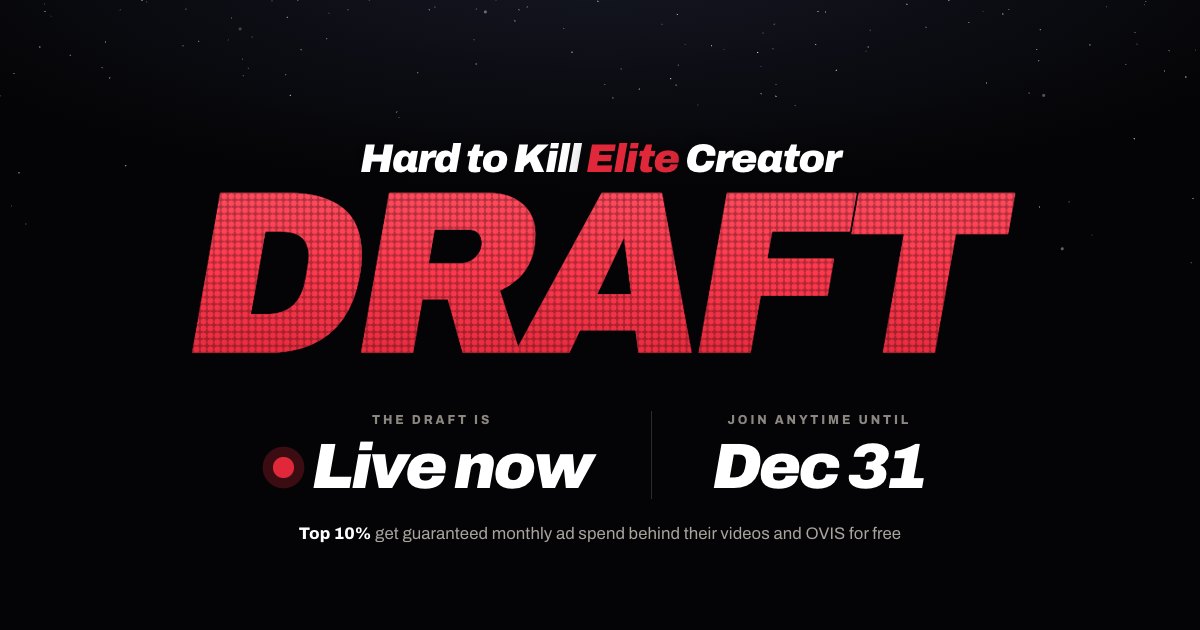 Hard to Kill Elite Creator
DRAFT
THE DRAFT IS
Live now
JOIN ANYTIME UNTIL
Dec 31
Top 10% get guaranteed monthly ad spend behind their videos and OVIS for free